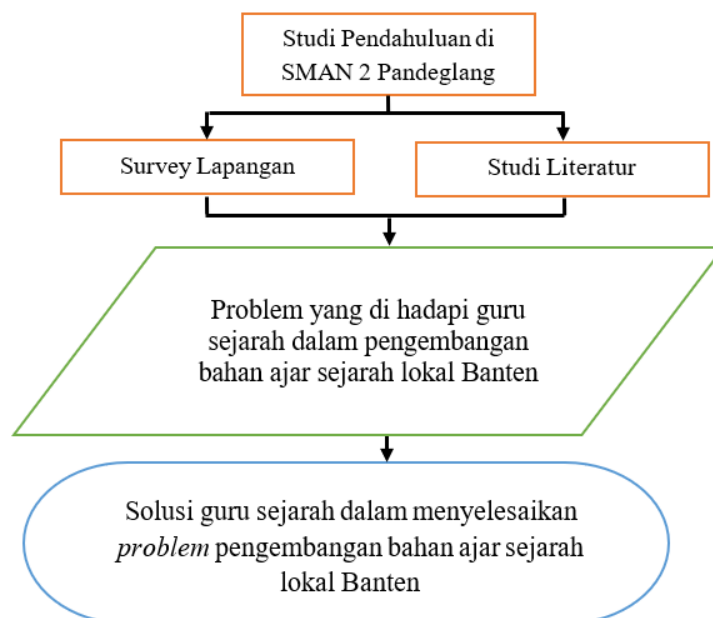 Studi Pendahuluan di
SMAN 2 Pandeglang
Survey Lapangan
Studi Literatur
Problem yang di hadapi guru
sejarah dalam pengembangan
bahan ajar sejarah lokal Banten
Solusi guru sejarah dalam menyelesaikan
problem pengembangan bahan ajar sejarah
lokal Banten